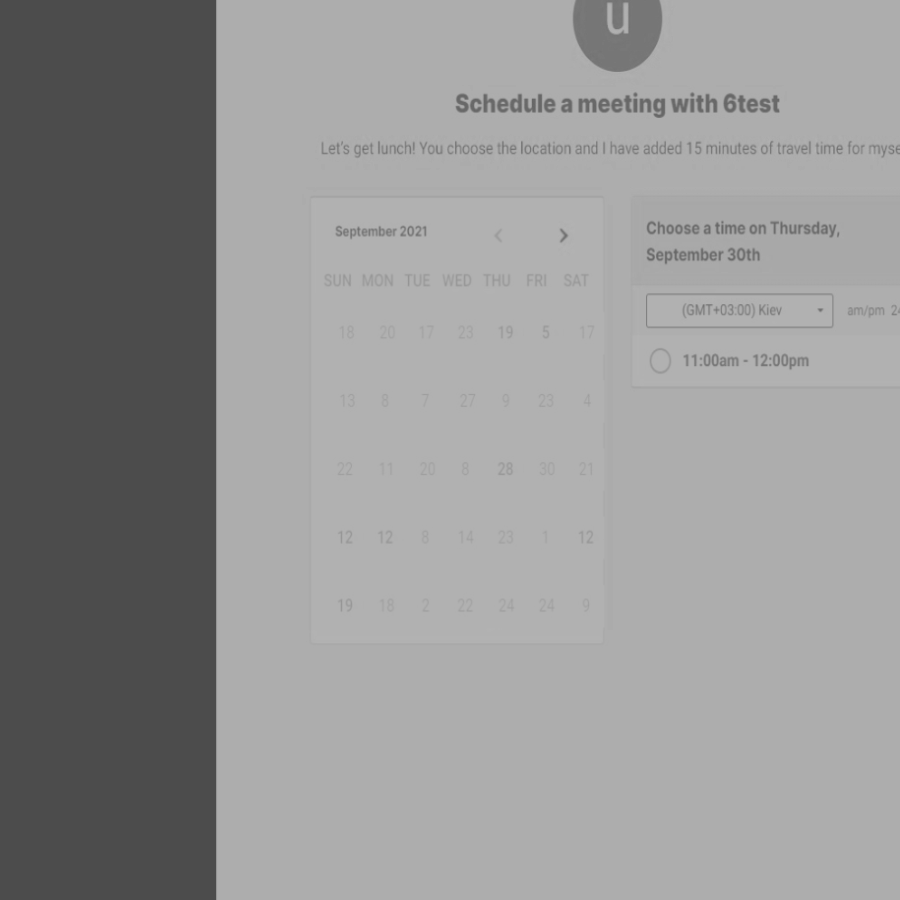 u
Schedule a meeting with 6test
Let's get lunch! You choose the location and I have added 15 minutes of travel time for myse
September 2021
SUN MON TUE WED THU FRI SAT
18 20 17 23 19 5 17
13 8 7 27 9 23 4
22 11 20 8 28 30 21
12 12 8 14 23 1 12
19 18 2 22 24 24 9
Choose a time on Thursday,
September 30th
(GMT+03:00) Kiev am/pm 24
11:00am - 12:00pm